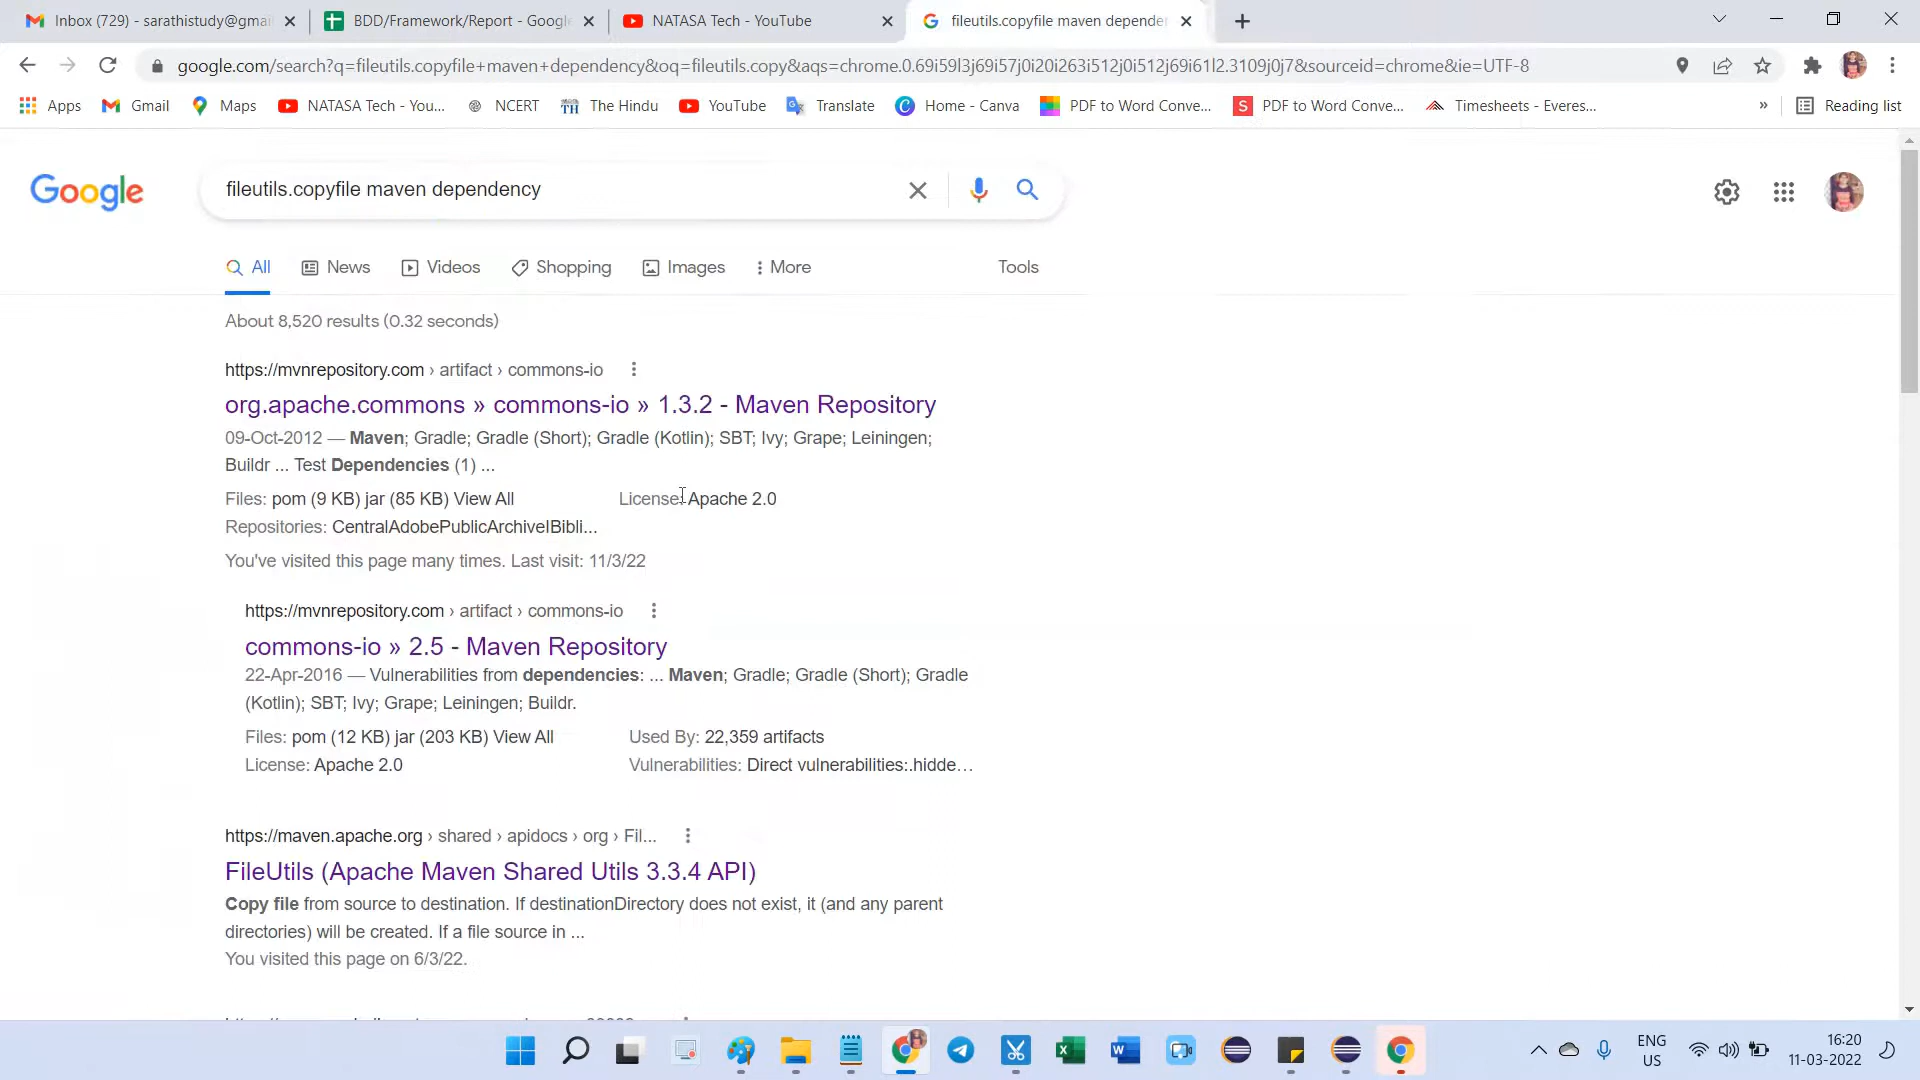 Inbox (729) - sarathistudy@gmai
BDD/Framework/Report - Google
NATASA Tech - YouTube
fileutils.copyfile maven depender
google.com/search?q=fileutils.copyfile+maven+dependency&oq=fileutils.copy&aqs=chrome.0.69i59l3j69i57j0i20i263i512j0i512j69i61l2.3109j0j7&sourceid=chrome&ie=UTF-8
Apps
Gmail
Maps
NATASA Tech - You...
NCERT
The Hindu
YouTube
Translate
Home - Canva
PDF to Word Conve...
PDF to Word Conve...
Timesheets - Everes...
»
Reading list
Google
fileutils.copyfile maven dependency
All
News
Videos
Shopping
Images
More
Tools
About 8,520 results (0.32 seconds)
https://mvnrepository.com › artifact › commons-io
org.apache.commons » commons-io » 1.3.2 - Maven Repository
09-Oct-2012 — Maven; Gradle; Gradle (Short); Gradle (Kotlin); SBT; Ivy; Grape; Leiningen;
Buildr ... Test Dependencies (1) ...
Files: pom (9 KB) jar (85 KB) View All
License: Apache 2.0
Repositories: CentralAdobePublicArchiveIBibli...
You've visited this page many times. Last visit: 11/3/22
https://mvnrepository.com › artifact › commons-io
commons-io » 2.5 - Maven Repository
22-Apr-2016 — Vulnerabilities from dependencies: ... Maven; Gradle; Gradle (Short); Gradle
(Kotlin); SBT; Ivy; Grape; Leiningen; Buildr.
Files: pom (12 KB) jar (203 KB) View All
Used By: 22,359 artifacts
License: Apache 2.0
Vulnerabilities: Direct vulnerabilities:.hidde...
https://maven.apache.org › shared › apidocs › org › Fil...
FileUtils (Apache Maven Shared Utils 3.3.4 API)
Copy file from source to destination. If destinationDirectory does not exist, it (and any parent
directories) will be created. If a file source in ...
You visited this page on 6/3/22.
ENG
US
16:20
11-03-2022